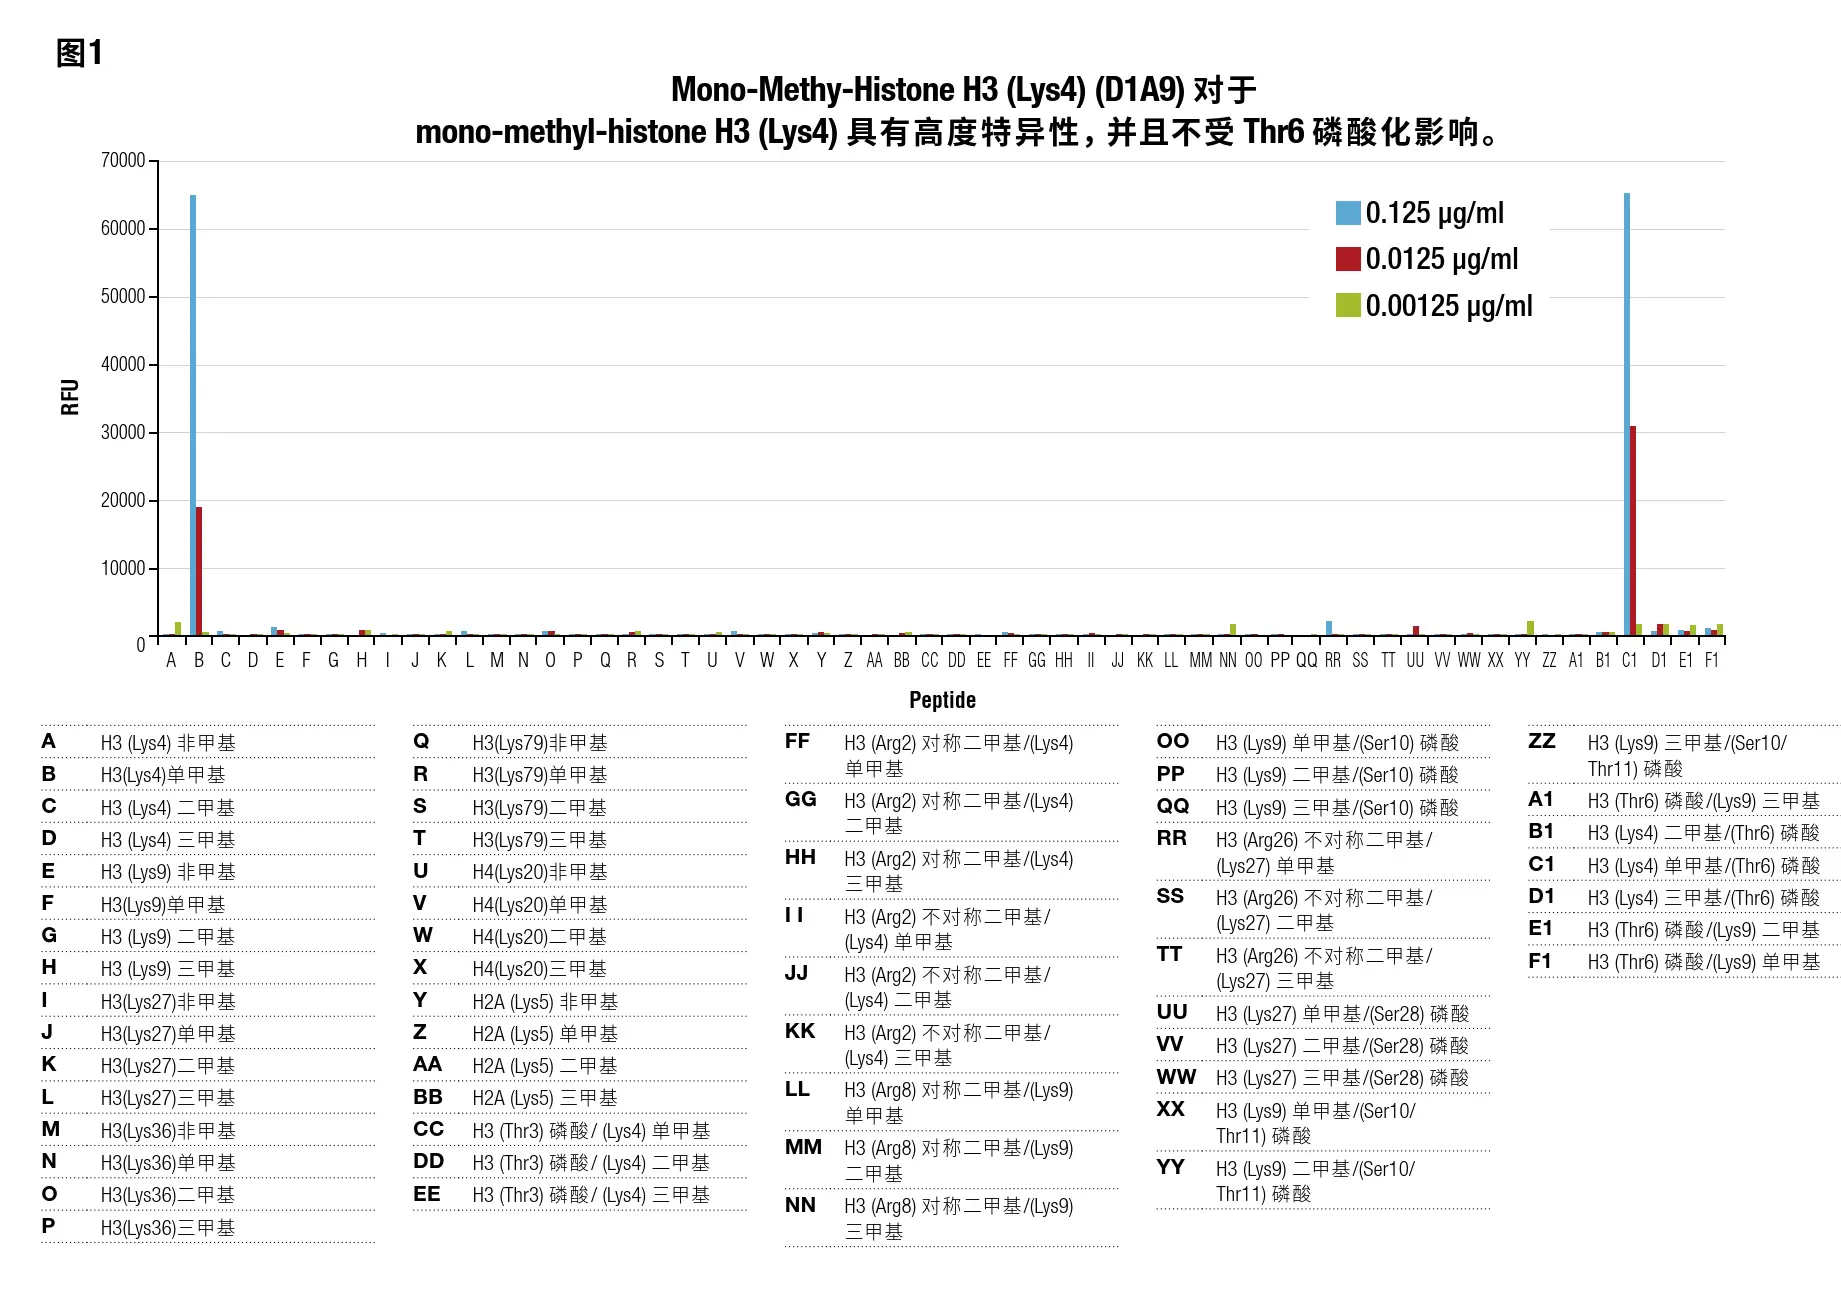 图1
Mono-Methy-Histone H3 (Lys4) (D1A9) 对于
mono-methyl-histone H3 (Lys4) 具有高度特异性，并且不受 Thr6 磷酸化影响。
70000
60000
50000
40000
30000
20000
10000
0
RFU
0.125 µg/ml
0.0125 µg/ml
0.00125 µg/ml
A B C D E F G H I J K L M N O P Q R S T U V W X Y Z AA BB CC DD EE FF GG HH II JJ KK LL MM NN OO PP QQ RR SS TT UU VV WW XX YY ZZ A1 B1 C1 D1 E1 F1
Peptide
A H3 (Lys4) 非甲基
B H3(Lys4)单甲基
C H3 (Lys4) 二甲基
D H3 (Lys4) 三甲基
E H3 (Lys9) 非甲基
F H3(Lys9)单甲基
G H3 (Lys9) 二甲基
H H3 (Lys9) 三甲基
I H3(Lys27)非甲基
J H3(Lys27)单甲基
K H3(Lys27)二甲基
L H3(Lys27)三甲基
M H3(Lys36)非甲基
N H3(Lys36)单甲基
O H3(Lys36)二甲基
P H3(Lys36)三甲基
Q H3(Lys79)非甲基
R H3(Lys79)单甲基
S H3(Lys79)二甲基
T H3(Lys79)三甲基
U H4(Lys20)非甲基
V H4(Lys20)单甲基
W H4(Lys20)二甲基
X H4(Lys20)三甲基
Y H2A (Lys5) 非甲基
Z H2A (Lys5) 单甲基
AA H2A (Lys5) 二甲基
BB H2A (Lys5) 三甲基
CC H3 (Thr3) 磷酸/ (Lys4) 单甲基
DD H3 (Thr3) 磷酸/ (Lys4) 二甲基
EE H3 (Thr3) 磷酸/ (Lys4) 三甲基
FF H3 (Arg2) 对称二甲基/(Lys4)
单甲基
GG H3 (Arg2) 对称二甲基/(Lys4)
二甲基
HH H3 (Arg2) 对称二甲基/(Lys4)
三甲基
I I H3 (Arg2) 不对称二甲基/
(Lys4) 单甲基
JJ H3 (Arg2) 不对称二甲基/
(Lys4) 二甲基
KK H3 (Arg2) 不对称二甲基/
(Lys4) 三甲基
LL H3 (Arg8) 对称二甲基/(Lys9)
单甲基
MM H3 (Arg8) 对称二甲基/(Lys9)
二甲基
NN H3 (Arg8) 对称二甲基/(Lys9)
三甲基
OO H3 (Lys9) 单甲基/(Ser10) 磷酸
PP H3 (Lys9) 二甲基/(Ser10) 磷酸
QQ H3 (Lys9) 三甲基/(Ser10) 磷酸
RR H3 (Arg26) 不对称二甲基/
(Lys27) 单甲基
SS H3 (Arg26) 不对称二甲基/
(Lys27) 二甲基
TT H3 (Arg26) 不对称二甲基/
(Lys27) 三甲基
UU H3 (Lys27) 单甲基/(Ser28) 磷酸
VV H3 (Lys27) 二甲基/(Ser28) 磷酸
WW H3 (Lys27) 三甲基/(Ser28) 磷酸
XX H3 (Lys9) 单甲基/(Ser10/
Thr11) 磷酸
YY H3 (Lys9) 二甲基/(Ser10/
Thr11) 磷酸
ZZ H3 (Lys9) 三甲基/(Ser10/
Thr11) 磷酸
A1 H3 (Thr6) 磷酸/(Lys9) 三甲基
B1 H3 (Lys4) 二甲基/(Thr6) 磷酸
C1 H3 (Lys4) 单甲基/(Thr6) 磷酸
D1 H3 (Lys4) 三甲基/(Thr6) 磷酸
E1 H3 (Thr6) 磷酸/(Lys9) 二甲基
F1 H3 (Thr6) 磷酸/(Lys9) 单甲基